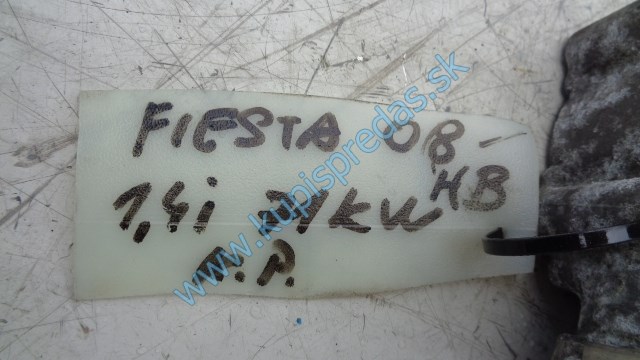 FIESTA 08-
1,4i 71kW HB
P.P.
www.kupispredas.sk